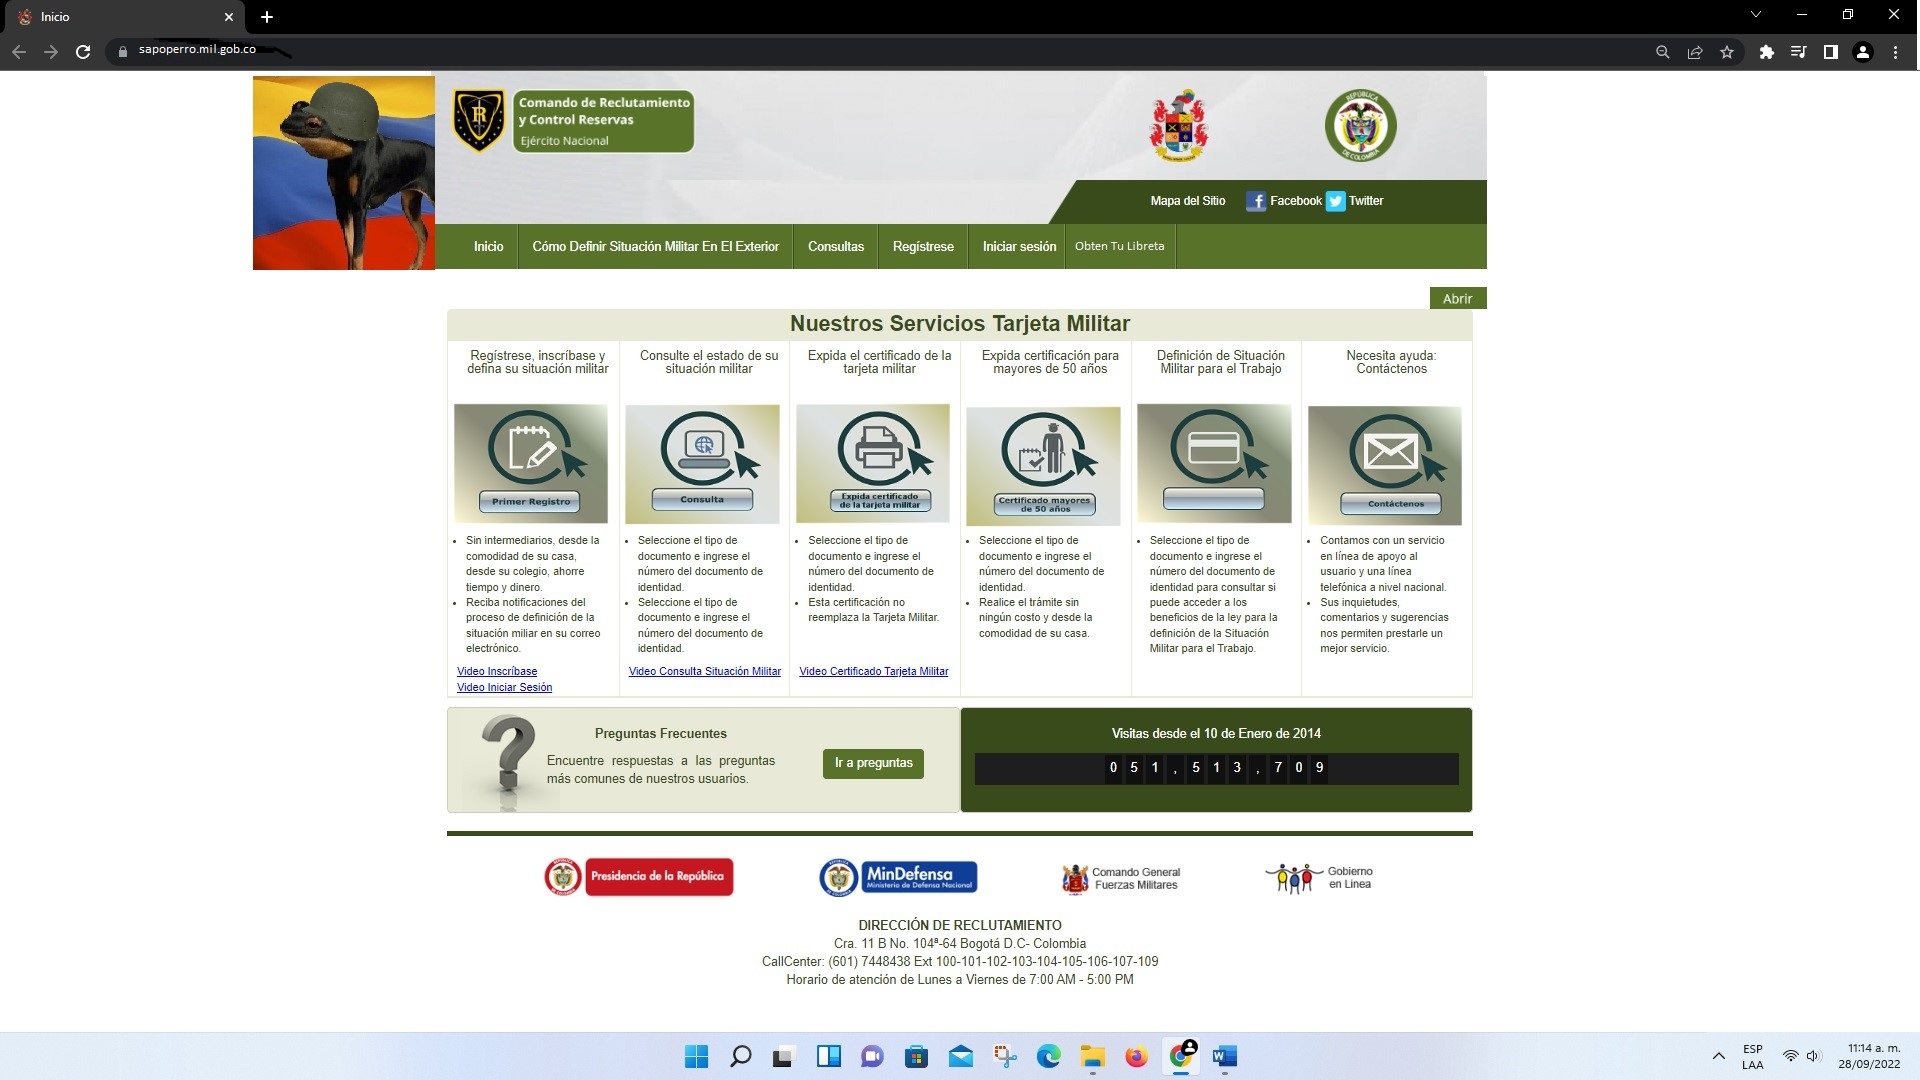 Inicio
sapoperro.mil.gob.co
Comando de Reclutamiento
y Control Reservas
Ejército Nacional
REPÚBLICA
DE COLOMBIA
Mapa del Sitio Facebook Twitter
Inicio Cómo Definir Situación Militar En El Exterior Consultas Regístrese Iniciar sesión Obten Tu Libreta
Abrir
Nuestros Servicios Tarjeta Militar
Regístrese, inscríbase y
defina su situación militar
Primer Registro
Sin intermediarios, desde la
comodidad de su casa,
desde su colegio, ahorre
tiempo y dinero.
Reciba notificaciones del
proceso de definición de la
situación miliar en su correo
electrónico.
Video Inscríbase
Video Iniciar Sesión
Consulte el estado de su
situación militar
Consulta
Seleccione el tipo de
documento e ingrese el
número del documento de
identidad.
Seleccione el tipo de
documento e ingrese el
número del documento de
identidad.
Video Consulta Situación Militar
Expida el certificado de la
tarjeta militar
Expida certificado
de la tarjeta militar
Seleccione el tipo de
documento e ingrese el
número del documento de
identidad.
Esta certificación no
reemplaza la Tarjeta Militar.
Video Certificado Tarjeta Militar
Expida certificación para
mayores de 50 años
Certificado mayores
de 50 años
Seleccione el tipo de
documento e ingrese el
número del documento de
identidad.
Realice el trámite sin
ningún costo y desde la
comodidad de su casa.
Definición de Situación
Militar para el Trabajo
Seleccione el tipo de
documento e ingrese el
número del documento de
identidad para consultar si
puede acceder a los
beneficios de la ley para la
definición de la Situación
Militar para el Trabajo.
Necesita ayuda:
Contáctenos
Contáctenos
Contamos con un servicio
en línea de apoyo al
usuario y una línea
telefónica a nivel nacional.
Sus inquietudes,
comentarios y sugerencias
nos permiten prestarle un
mejor servicio.
Preguntas Frecuentes
Encuentre respuestas a las preguntas
más comunes de nuestros usuarios.
Ir a preguntas
Visitas desde el 10 de Enero de 2014
051,513,709
Presidencia de la República
MinDefensa
Ministerio de Defensa Nacional
Comando General
Fuerzas Militares
Gobierno
en Linea
DIRECCIÓN DE RECLUTAMIENTO
Cra. 11 B No. 104ª-64 Bogotá D.C- Colombia
CallCenter: (601) 7448438 Ext 100-101-102-103-104-105-106-107-109
Horario de atención de Lunes a Viernes de 7:00 AM - 5:00 PM
ESP
LAA
11:14 a. m.
28/09/2022